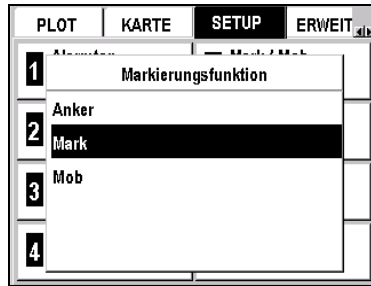 PLOT KARTE SETUP ERWEIT
1
Markierungsfunktion
Anker
2
Mark
Mob
3
4